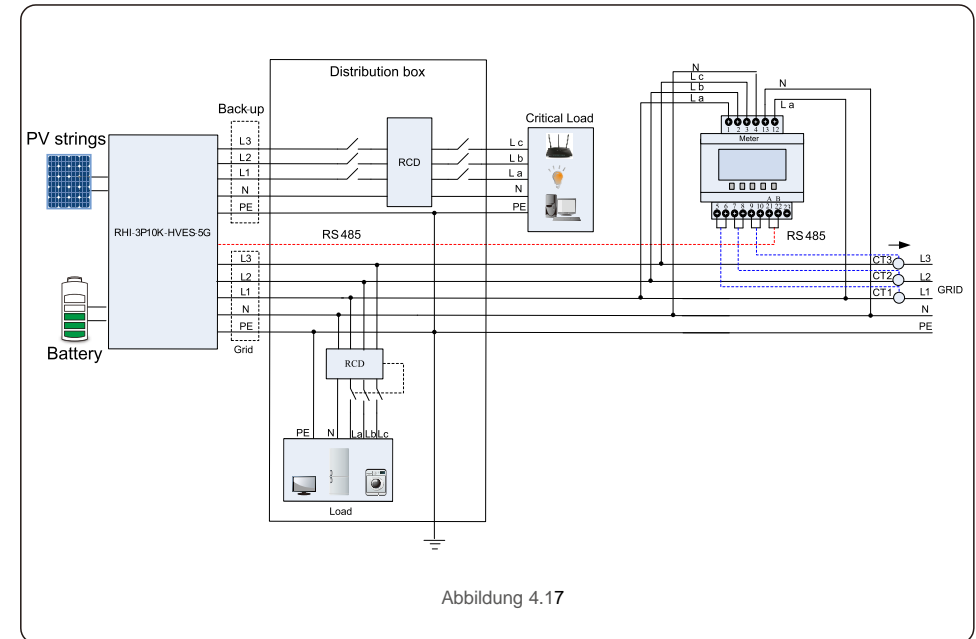 Distribution box
Back-up
PV strings
RHI-3P10K-HVES-5G
Battery
L3
L2
L1
N
PE
RCD
L c
L b
L a
N
PE
Critical Load
RS 485
L3
L2
L1
N
PE
Grid
RCD
PE N La Lb Lc
Load
N
L c
L b
L a
N
L a
1 2 3 4 13 12
Meter
A B
5 6 7 8 9 10 21 22 23
RS 485
CT3 L3
CT2 L2
CT1 L1
GRID
N
PE
Abbildung 4.17